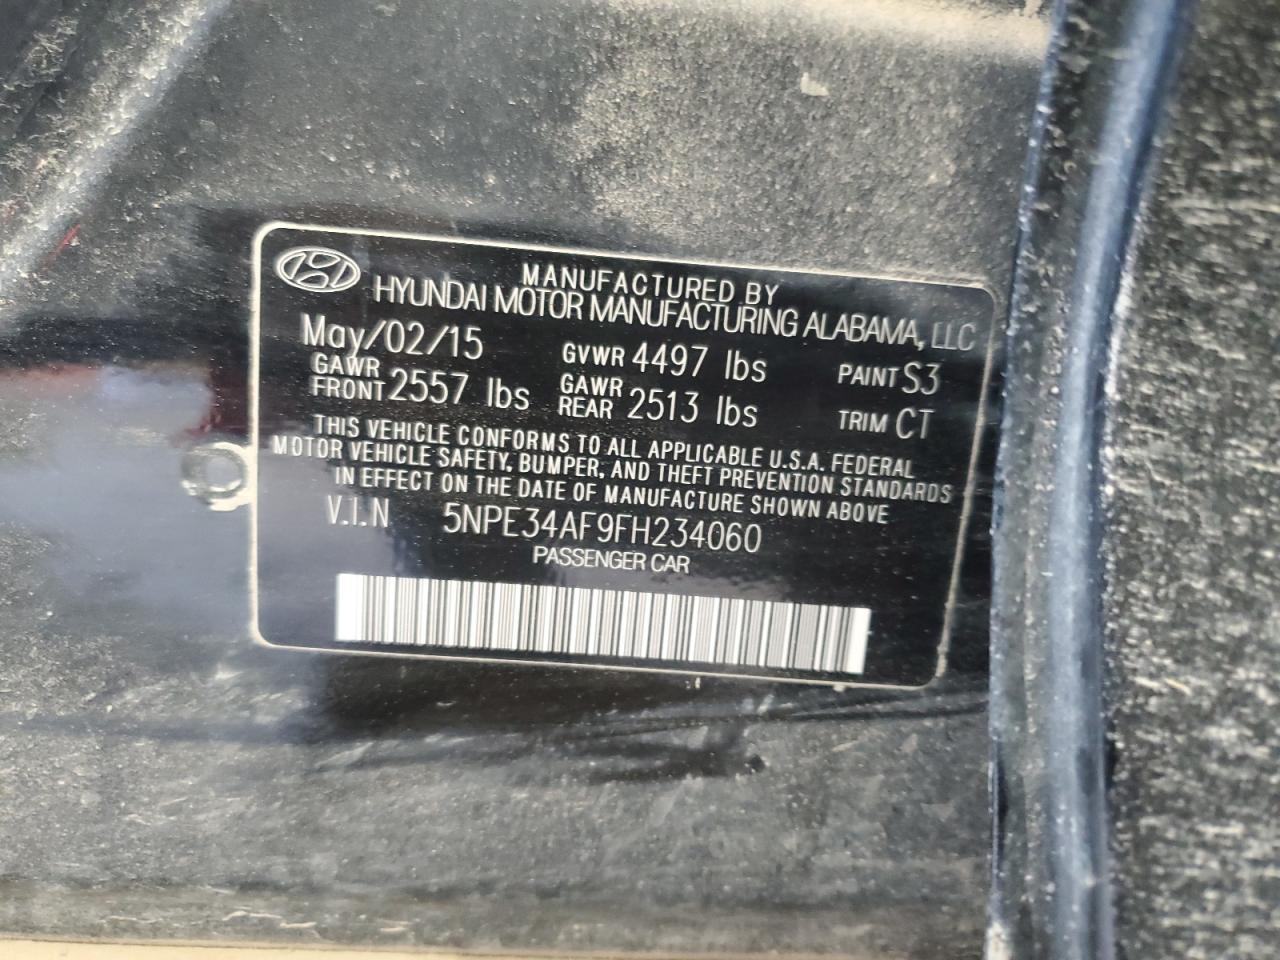 MANUFACTURED BY
HYUNDAI MOTOR MANUFACTURING ALABAMA, LLC
May/02/15 GVWR 4497 lbs PAINT S3
GAWR FRONT 2557 lbs GAWR REAR 2513 lbs TRIM CT
THIS VEHICLE CONFORMS TO ALL APPLICABLE U.S.A. FEDERAL
MOTOR VEHICLE SAFETY, BUMPER, AND THEFT PREVENTION STANDARDS
IN EFFECT ON THE DATE OF MANUFACTURE SHOWN ABOVE
V.I.N 5NPE34AF9FH234060
PASSENGER CAR